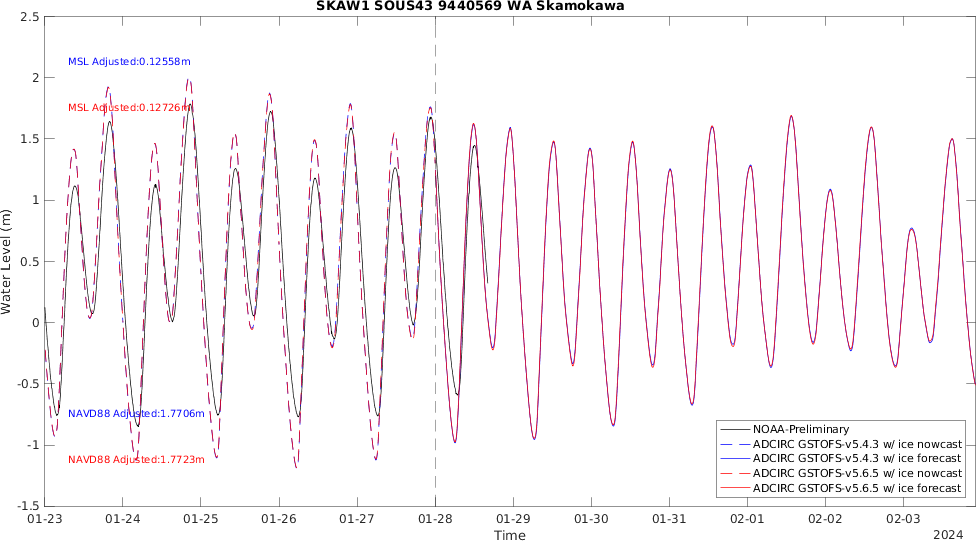 SKAW1 SOUS43 9440569 WA Skamokawa
2.5
2
1.5
1
0.5
0
-0.5
-1
-1.5
Water Level (m)
MSL Adjusted:0.12558m
MSL Adjusted:0.12726m
NAVD88 Adjusted:1.7706m
NAVD88 Adjusted:1.7723m
NOAA-Preliminary
ADCIRC GSTOFS-v5.4.3 w/ ice nowcast
ADCIRC GSTOFS-v5.4.3 w/ ice forecast
ADCIRC GSTOFS-v5.6.5 w/ ice nowcast
ADCIRC GSTOFS-v5.6.5 w/ ice forecast
01-23 01-24 01-25 01-26 01-27 01-28 01-29 01-30 01-31 02-01 02-02 02-03
Time
2024